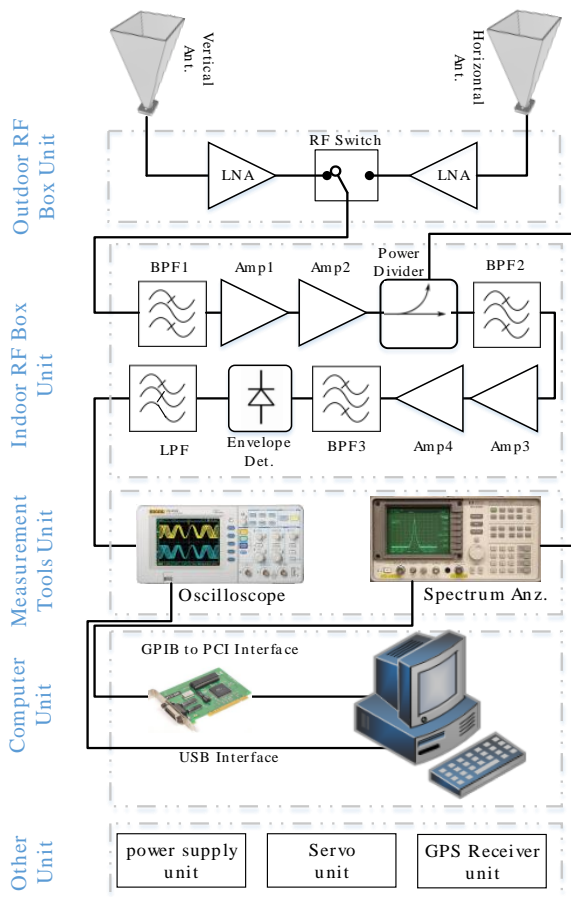 Vertical
Ant.
Horizontal
Ant.
Outdoor RF
Box Unit
RF Switch
LNA
LNA
Indoor RF Box
Unit
BPF1
Amp1
Amp2
Power
Divider
BPF2
LPF
Envelope
Det.
BPF3
Amp4
Amp3
Measurement
Tools Unit
Oscilloscope
Spectrum Anz.
Computer
Unit
GPIB to PCI Interface
USB Interface
Other
Unit
power supply
unit
Servo
unit
GPS Receiver
unit